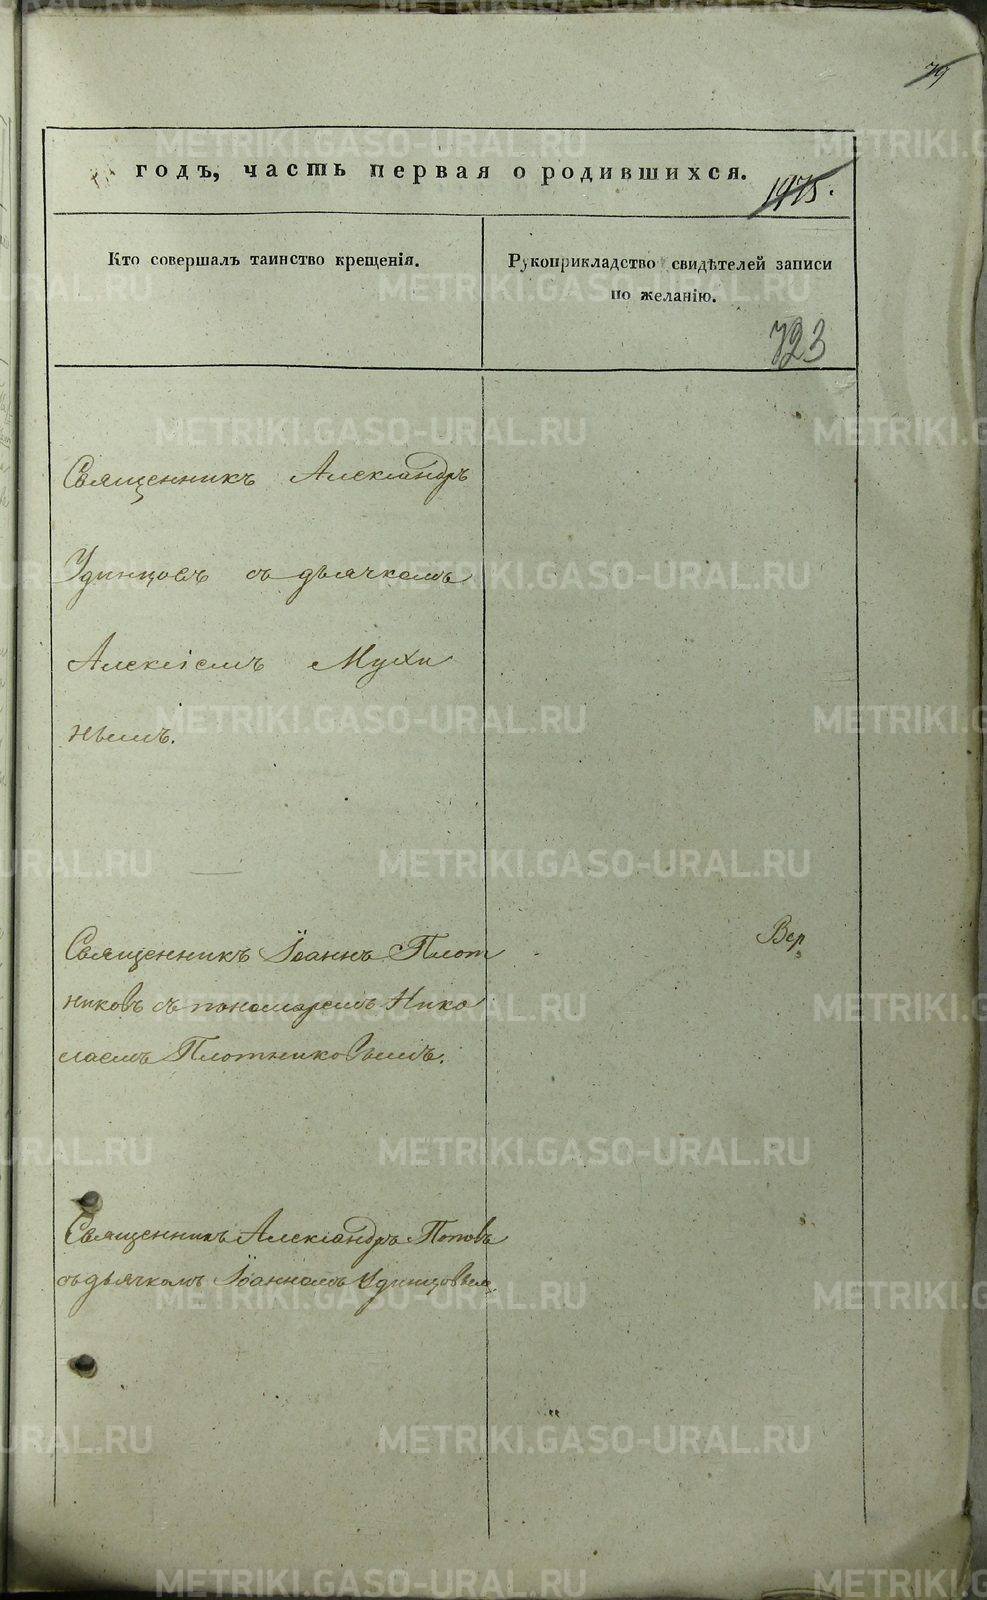 79
годъ, часть первая о родившихся.
1475.
Кто совершалъ таинство крещенія.
Рукоприкладство свидѣтелей записи
по желанію.
723
Священникъ Александръ
Удинцовъ съ дьячкомъ
Алексіемъ Мухи
нымъ.
Священникъ Іоаннъ Плот
никовъ съ пономаремъ Нико
лаемъ Плотниковымъ.
Вер
Священникъ Александръ Поповъ
съ дьячкомъ Іоанномъ Удинцовым
METRIKI.GASO-URAL.RU